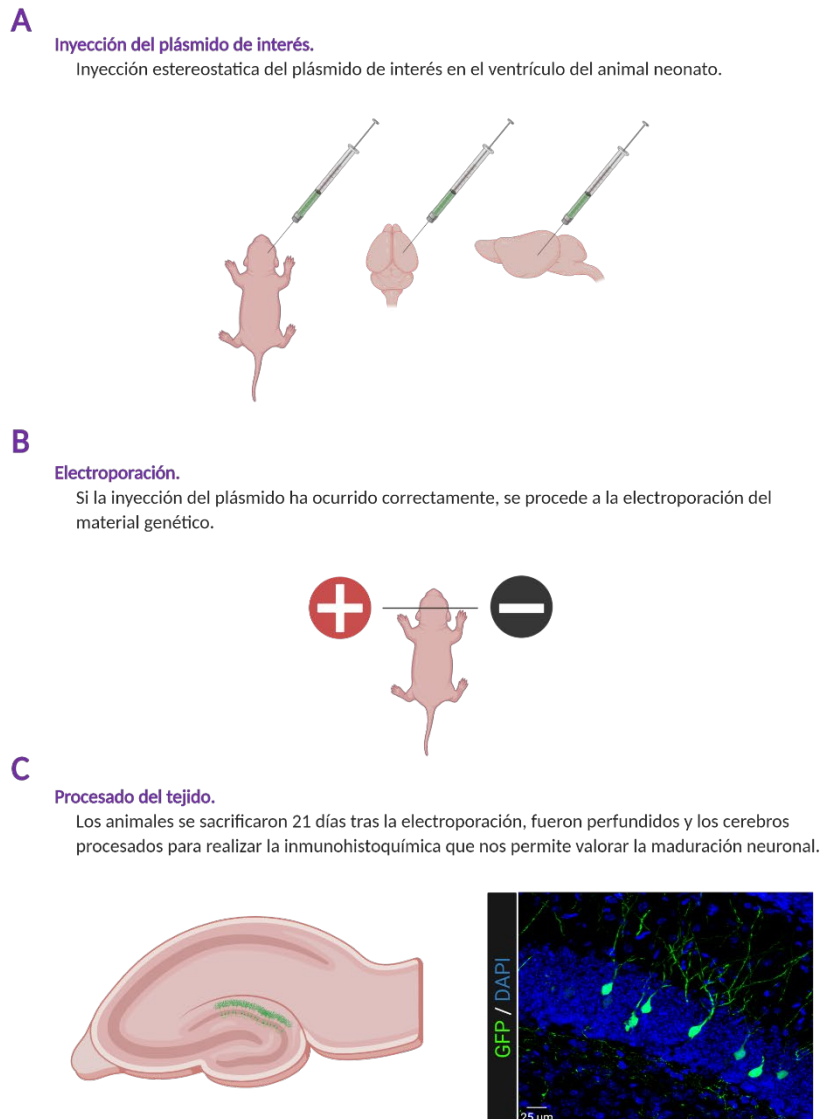 A
Inyección del plásmido de interés.
Inyección estereostatica del plásmido de interés en el ventrículo del animal neonato.
B
Electroporación.
Si la inyección del plásmido ha ocurrido correctamente, se procede a la electroporación del
material genético.
C
Procesado del tejido.
Los animales se sacrificaron 21 días tras la electroporación, fueron perfundidos y los cerebros
procesados para realizar la inmunohistoquímica que nos permite valorar la maduración neuronal.
GFP / DAPI
25 um